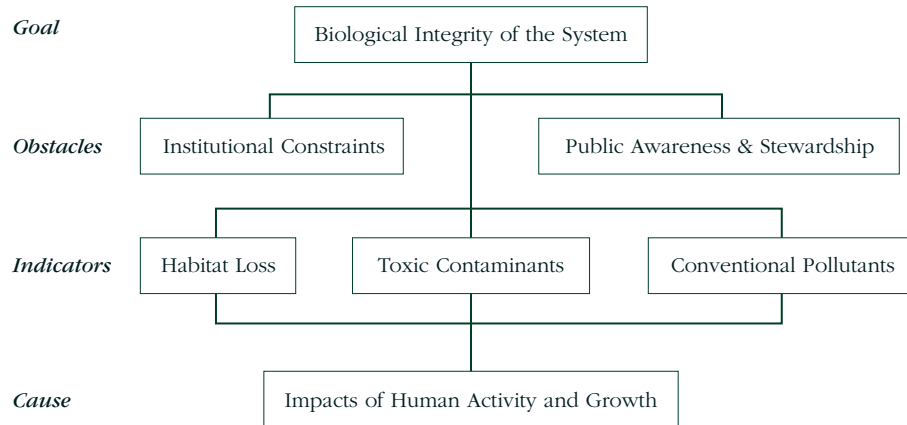 Goal
Biological Integrity of the System
Obstacles
Institutional Constraints
Public Awareness & Stewardship
Indicators
Habitat Loss
Toxic Contaminants
Conventional Pollutants
Cause
Impacts of Human Activity and Growth